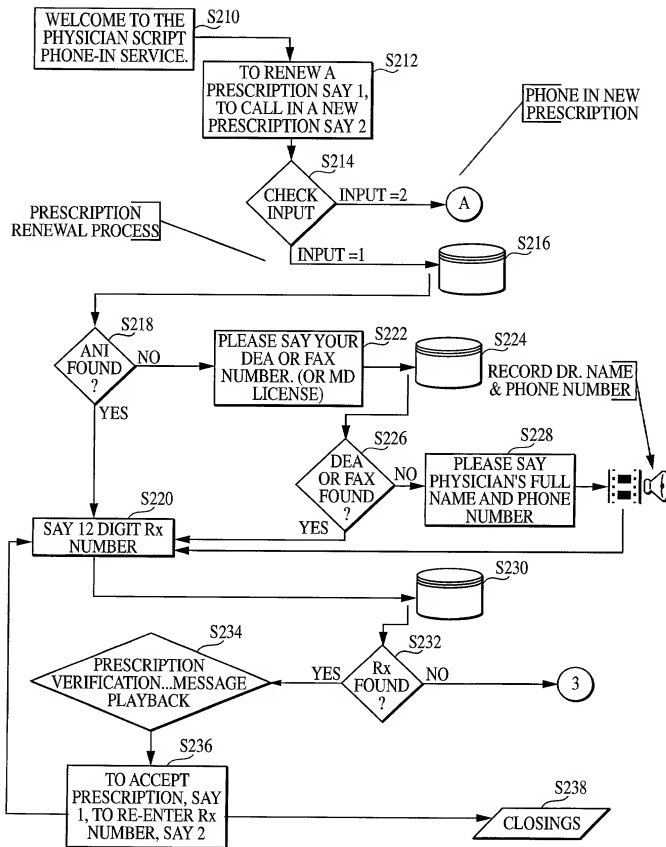 WELCOME TO THE
PHYSICIAN SCRIPT
PHONE-IN SERVICE.
S210
TO RENEW A
PRESCRIPTION SAY 1,
TO CALL IN A NEW
PRESCRIPTION SAY 2
S212
PHONE IN NEW
PRESCRIPTION
S214
CHECK
INPUT
INPUT =2
A
PRESCRIPTION
RENEWAL PROCESS
INPUT =1
S216
S218
ANI
FOUND
?
NO
YES
S222
PLEASE SAY YOUR
DEA OR FAX
NUMBER. (OR MD
LICENSE)
S224
RECORD DR. NAME
& PHONE NUMBER
S226
DEA
OR FAX
FOUND
?
NO
YES
S228
PLEASE SAY
PHYSICIAN'S FULL
NAME AND PHONE
NUMBER
S220
SAY 12 DIGIT Rx
NUMBER
S230
S232
Rx
FOUND
?
YES
NO
3
S234
PRESCRIPTION
VERIFICATION...MESSAGE
PLAYBACK
S236
TO ACCEPT
PRESCRIPTION, SAY
1, TO RE-ENTER Rx
NUMBER, SAY 2
S238
CLOSINGS